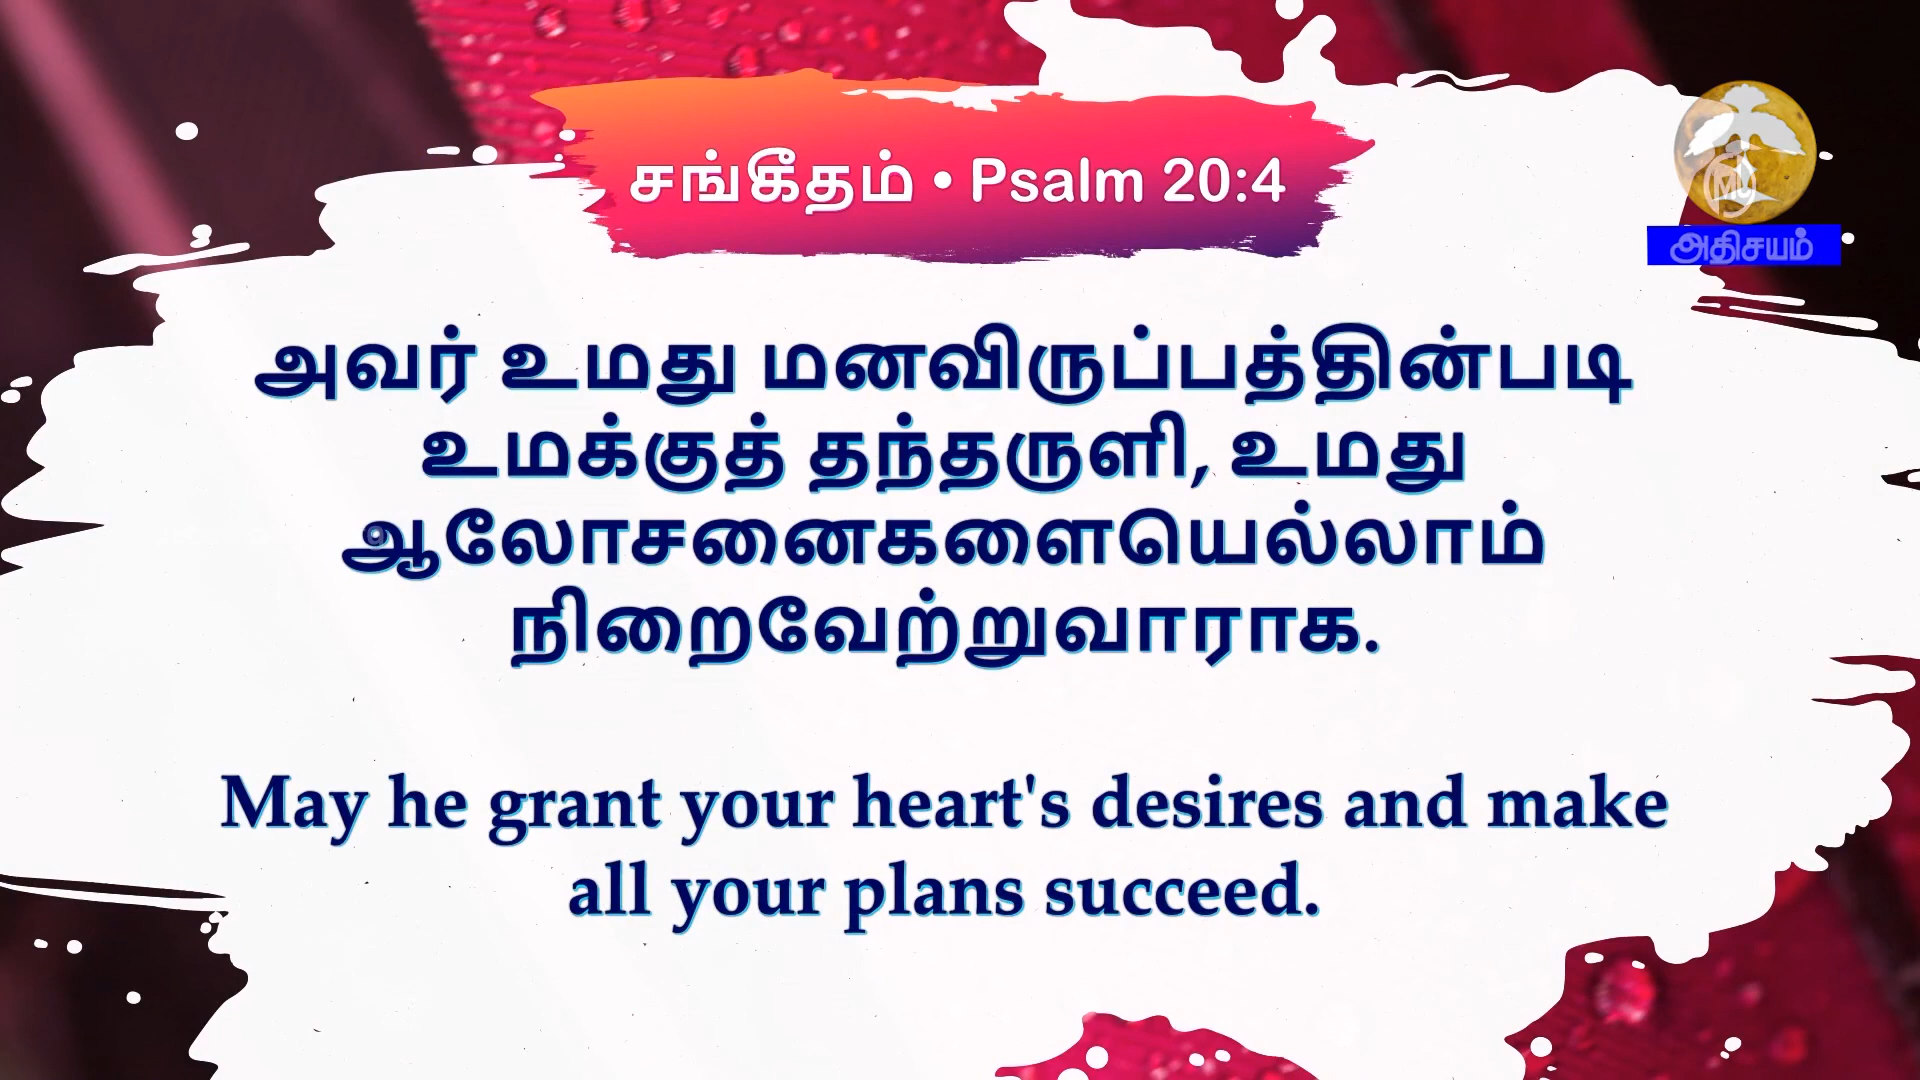 சங்கீதம் • Psalm 20:4
அதிசயம்
அவர் உமது மனவிருப்பத்தின்படி
உமக்குத் தந்தருளி, உமது
ஆலோசனைகளையெல்லாம்
நிறைவேற்றுவாராக.
May he grant your heart's desires and make
all your plans succeed.